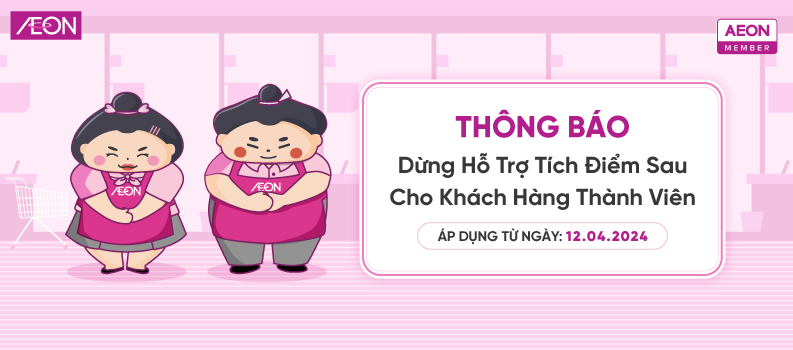 ÆON
AEON
MEMBER
THÔNG BÁO
Dừng Hỗ Trợ Tích Điểm Sau
Cho Khách Hàng Thành Viên
ÁP DỤNG TỪ NGÀY: 12.04.2024
ÆON
ÆON